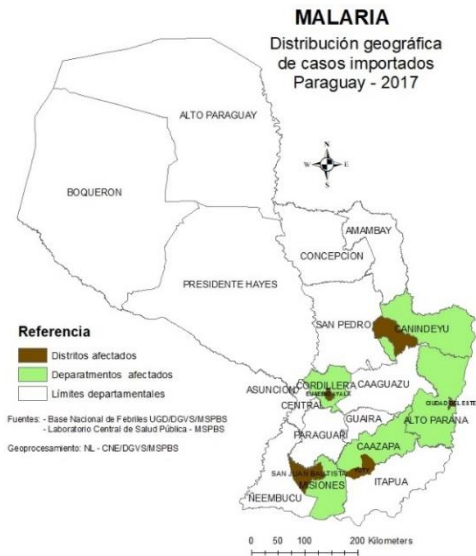 MALARIA
Distribución geográfica
de casos importados
Paraguay - 2017
ALTO PARAGUAY
W E
BOQUERON
AMAMBAY
CONCEPCION
PRESIDENTE HAYES
SAN PEDRO
CANINDEYU
Referencia
Distritos afectados
Deparatmentos afectados
Límites departamentales
ASUNCION
CORDILLERA
CAAGUAZU
CENTRAL
CIUDAD DEL ESTE
ALTO PARANA
GUAIRA
PARAGUARI
CAAZAPA
Fuentes: - Base Nacional de Febriles UGD/DGVS/MSPBS
- Laboratorio Central de Salud Pública - MSPBS
Geoprocesamiento: NL - CNE/DGVS/MSPBS
SAN JUAN BAUTISTA
MISIONES
ITAPUA
ÑEEMBUCU
0 50 100 200 Kilometers